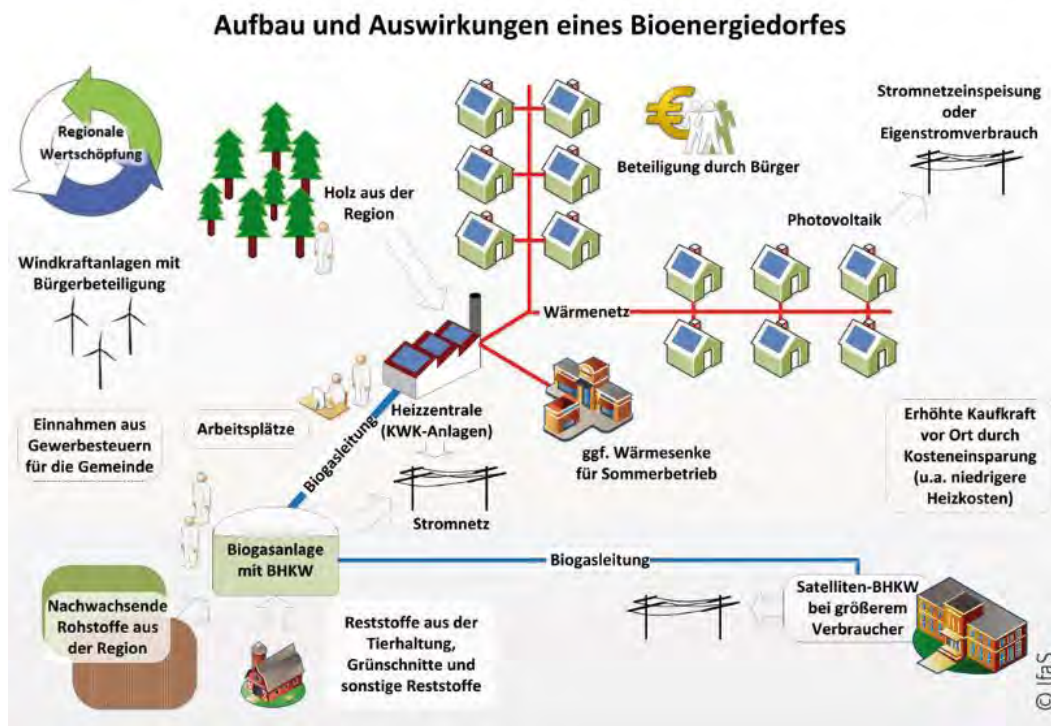 Aufbau und Auswirkungen eines Bioenergiedorfes
Regionale
Wertschöpfung
Holz aus der
Region
Beteiligung durch Bürger
Stromnetzeinspeisung
oder
Eigenstromverbrauch
Photovoltaik
Windkraftanlagen mit
Bürgerbeteiligung
Wärmenetz
Einnahmen aus
Gewerbesteuern
für die Gemeinde
Arbeitsplätze
Heizzentrale
(KWK-Anlagen)
ggf. Wärmesenke
für Sommerbetrieb
Erhöhte Kaufkraft
vor Ort durch
Kosteneinsparung
(u.a. niedrigere
Heizkosten)
Biogasleitung
Stromnetz
Biogasanlage
mit BHKW
Biogasleitung
Satelliten-BHKW
bei größerem
Verbraucher
Nachwachsende
Rohstoffe aus
der Region
Reststoffe aus der
Tierhaltung,
Grünschnitte und
sonstige Reststoffe
© IfaS